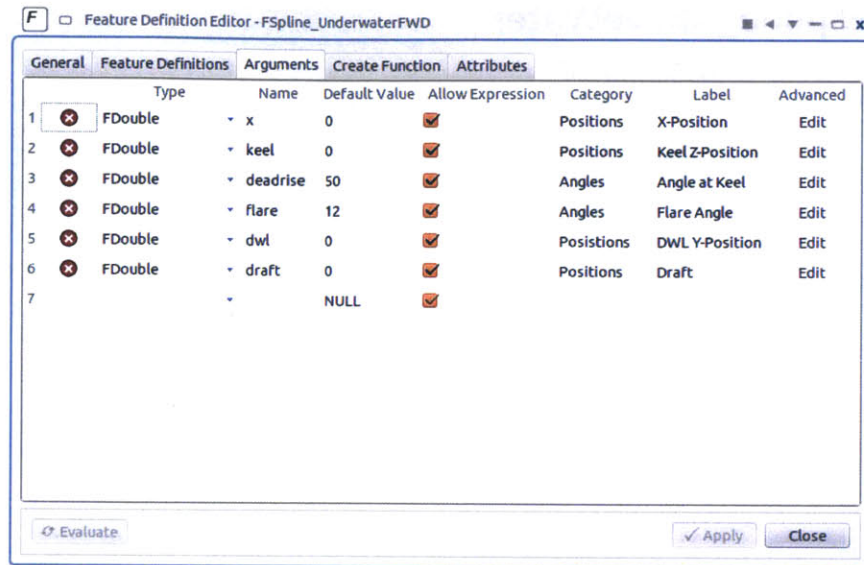 F Feature Definition Editor - FSpline_UnderwaterFWD
General Feature Definitions Arguments Create Function Attributes
Type Name Default Value Allow Expression Category Label Advanced
1 FDouble x 0 Positions X-Position Edit
2 FDouble keel 0 Positions Keel Z-Position Edit
3 FDouble deadrise 50 Angles Angle at Keel Edit
4 FDouble flare 12 Angles Flare Angle Edit
5 FDouble dwl 0 Posistions DWL Y-Position Edit
6 FDouble draft 0 Positions Draft Edit
7 NULL
Evaluate Apply Close